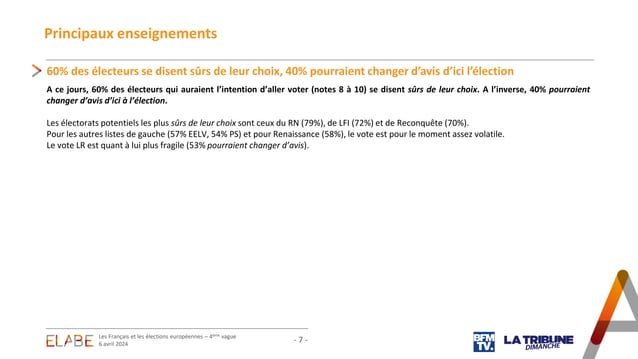 Principaux enseignements
60% des électeurs se disent sûrs de leur choix, 40% pourraient changer d’avis d’ici l’élection
A ce jours, 60% des électeurs qui auraient l’intention d’aller voter (notes 8 à 10) se disent sûrs de leur choix. A l’inverse, 40% pourraient
changer d’avis d’ici à l’élection.
Les électorats potentiels les plus sûrs de leur choix sont ceux du RN (79%), de LFI (72%) et de Reconquête (70%).
Pour les autres listes de gauche (57% EELV, 54% PS) et pour Renaissance (58%), le vote est pour le moment assez volatile.
Le vote LR est quant à lui plus fragile (53% pourraient changer d’avis).
ELABE
Les Français et les élections européennes – 4ème vague
6 avril 2024
- 7 -
BFM
TV.
LA TRIBUNE
DIMANCHE